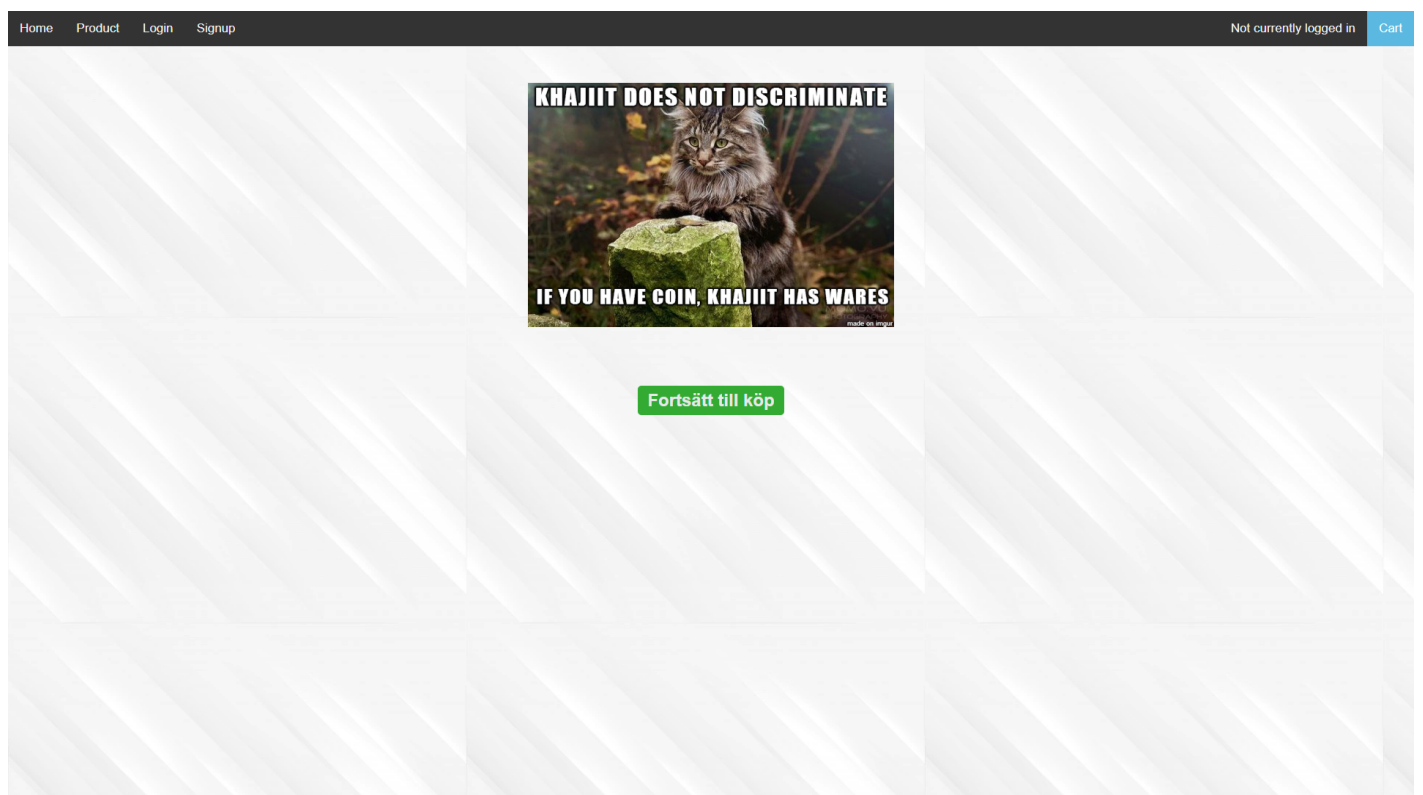 Home Product Login Signup Not currently logged in Cart
KHAJIIT DOES NOT DISCRIMINATE
IF YOU HAVE COIN, KHAJIIT HAS WARES
made on imgur
Fortsätt till köp